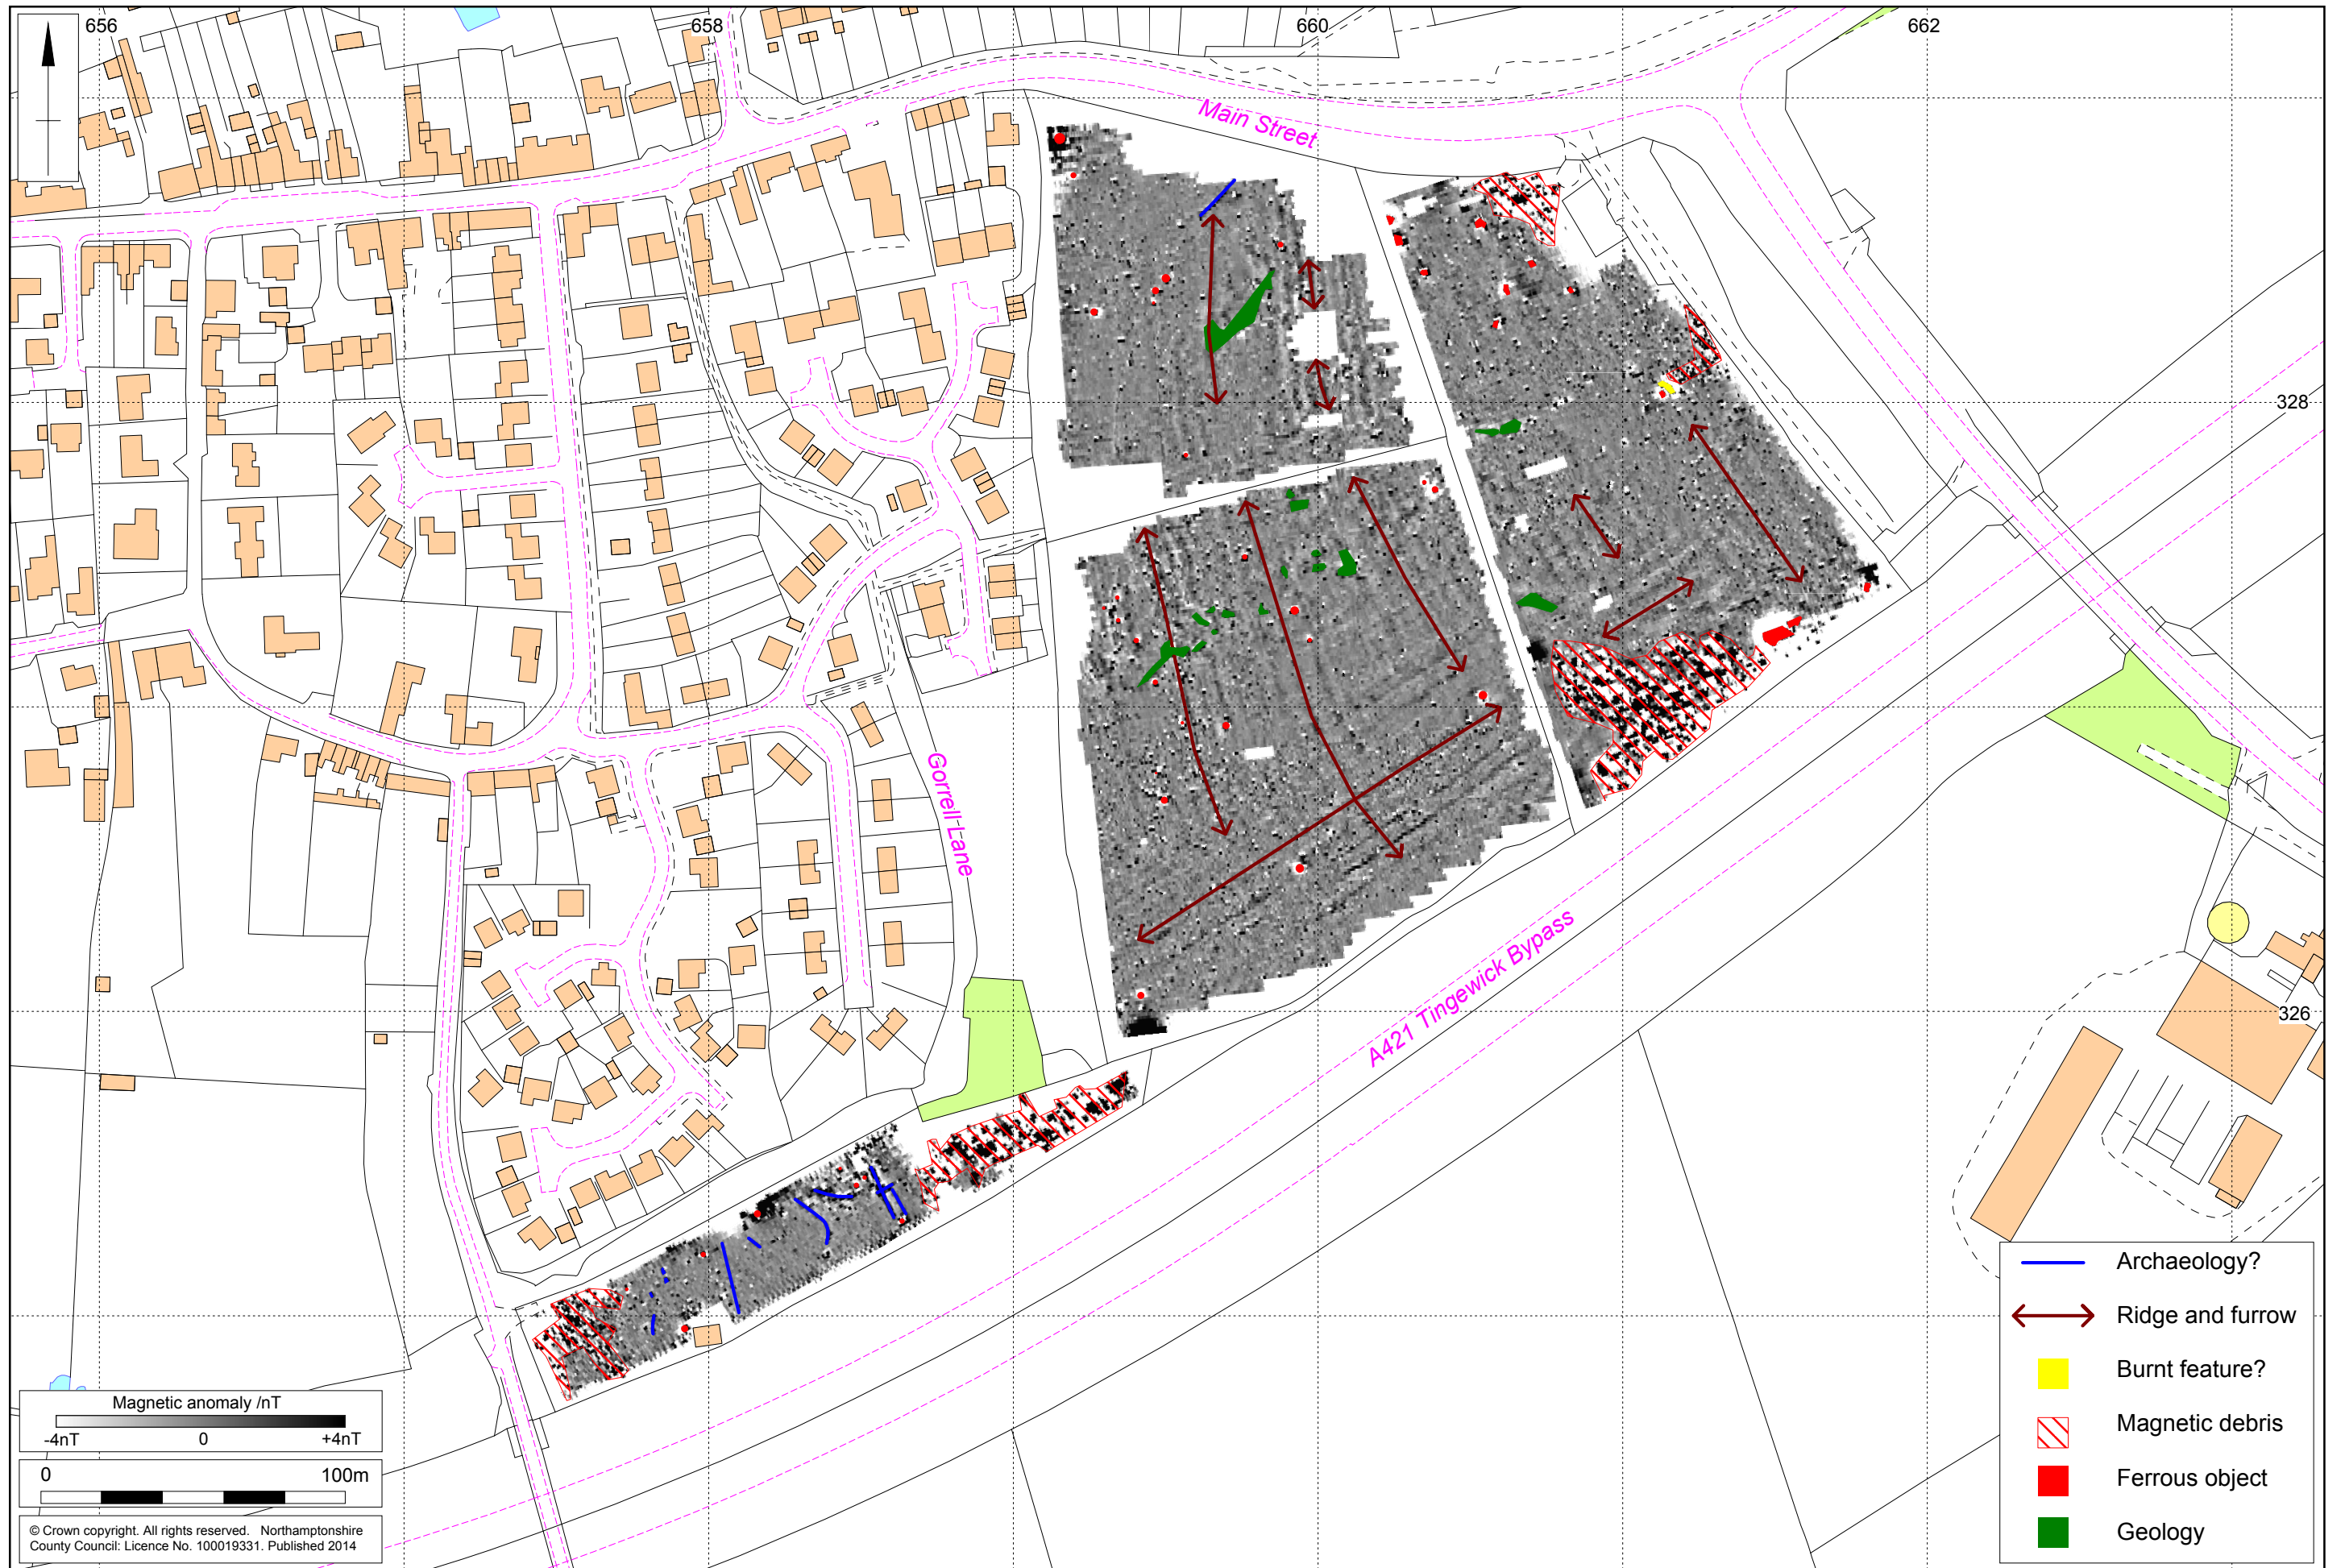 656
658
660
662
Main Street
328
Gorrell Lane
A421 Tingewick Bypass
326
Archaeology?
Ridge and furrow
Burnt feature?
Magnetic debris
Ferrous object
Geology
Magnetic anomaly /nT
-4nT 0 +4nT
0 100m
© Crown copyright. All rights reserved. Northamptonshire
County Council: Licence No. 100019331. Published 2014